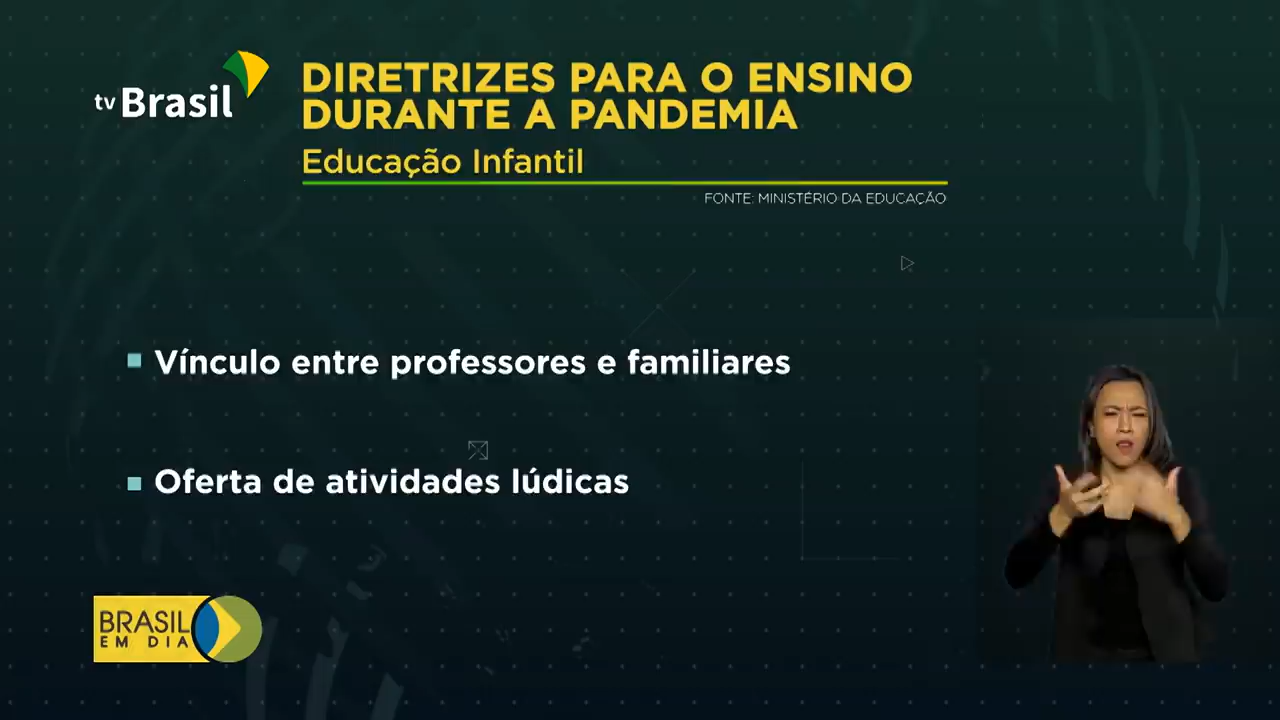 tv Brasil
DIRETRIZES PARA O ENSINO
DURANTE A PANDEMIA
Educação Infantil
FONTE: MINISTÉRIO DA EDUCAÇÃO
Vínculo entre professores e familiares
Oferta de atividades lúdicas
BRASIL
EM DIA